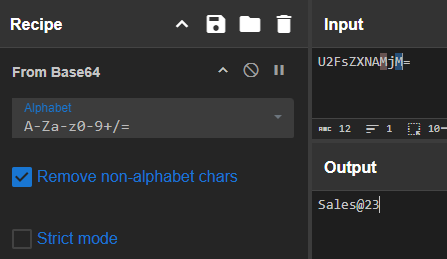 Recipe
From Base64
Alphabet
A-Za-z0-9+/=
Remove non-alphabet chars
Strict mode
Input
U2FsZXNAMjM=
ABC 12 1 10
Output
Sales@23